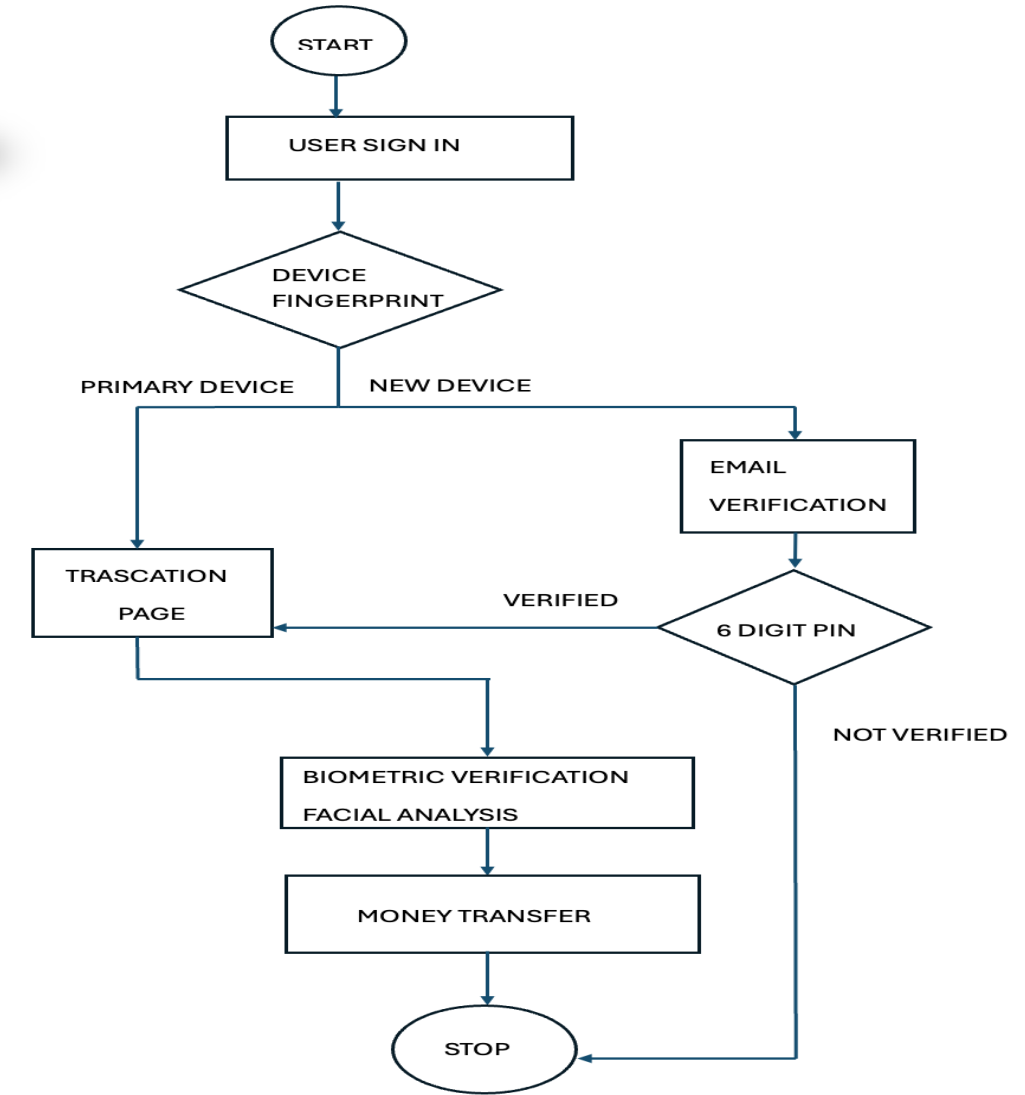 START
USER SIGN IN
DEVICE
FINGERPRINT
PRIMARY DEVICE
NEW DEVICE
EMAIL
VERIFICATION
TRASCATION
PAGE
VERIFIED
6 DIGIT PIN
NOT VERIFIED
BIOMETRIC VERIFICATION
FACIAL ANALYSIS
MONEY TRANSFER
STOP